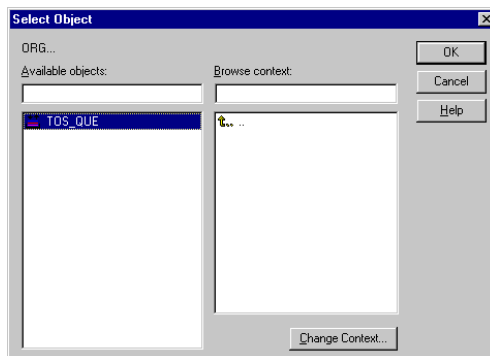 Select Object
ORG...
OK
Available objects:
Browse context:
Cancel
Help
TOS_QUE
..
Change Context...